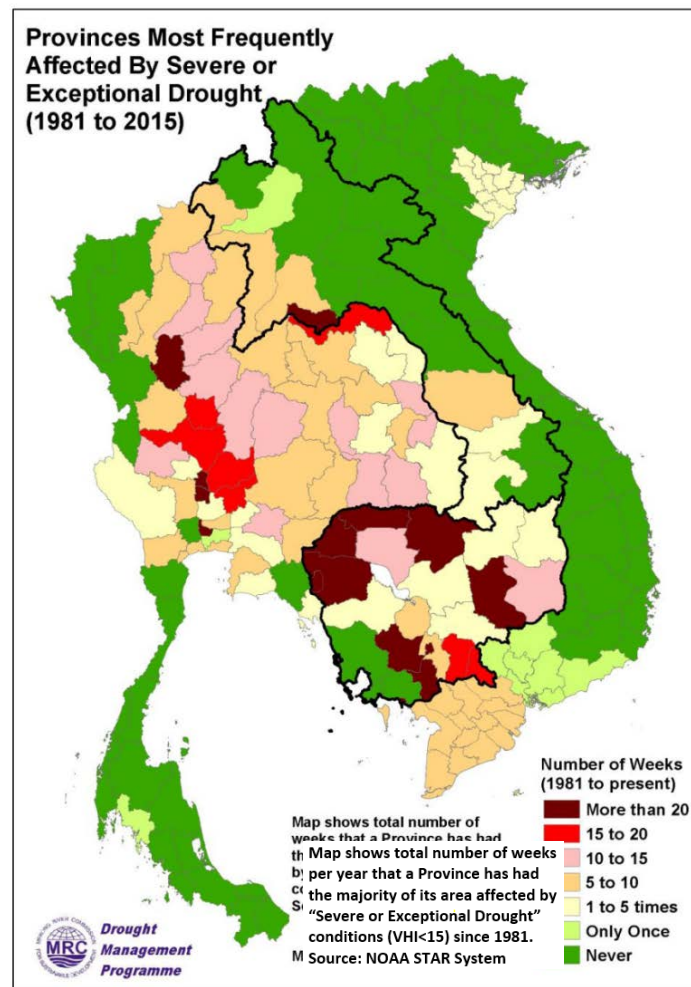 Provinces Most Frequently
Affected By Severe or
Exceptional Drought
(1981 to 2015)
Number of Weeks
(1981 to present)
More than 20
15 to 20
10 to 15
5 to 10
1 to 5 times
Only Once
Never
Map shows total number of
weeks that a Province has had
Map shows total number of weeks
per year that a Province has had
the majority of its area affected by
“Severe or Exceptional Drought”
conditions (VHI<15) since 1981.
Source: NOAA STAR System
MRC
Drought
Management
Programme